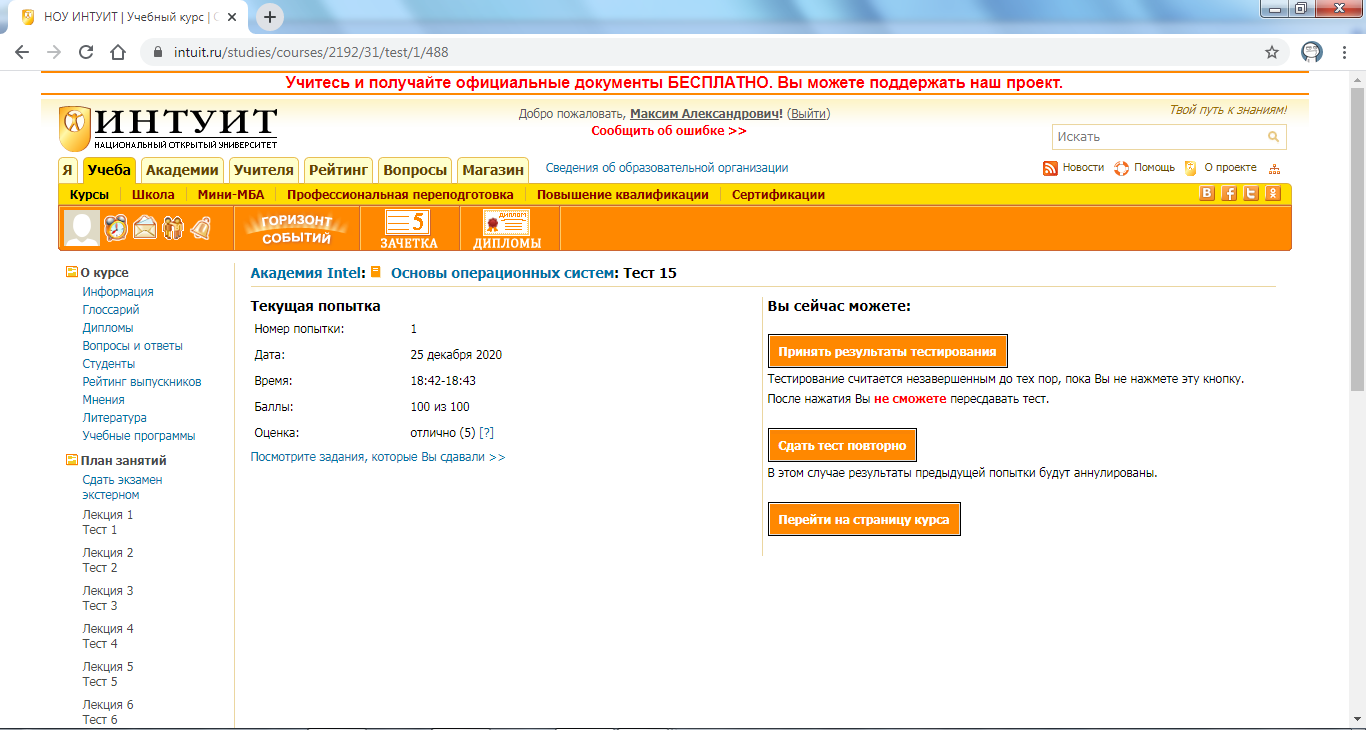 НОУ ИНТУИТ | Учебный курс |
intuit.ru/studies/courses/2192/31/test/1/488
Учитесь и получайте официальные документы БЕСПЛАТНО. Вы можете поддержать наш проект.
ИНТУИТ
НАЦИОНАЛЬНЫЙ ОТКРЫТЫЙ УНИВЕРСИТЕТ
Добро пожаловать, Максим Александрович! (Выйти)
Сообщить об ошибке >>
Твой путь к знаниям!
Искать
Я Учеба Академии Учителя Рейтинг Вопросы Магазин Сведения об образовательной организации
Новости Помощь О проекте
Курсы Школа Мини-МБА Профессиональная переподготовка Повышение квалификации Сертификации
ГОРИЗОНТ СОБЫТИЙ
5
ЗАЧЕТКА
ДИПЛОМ
ДИПЛОМЫ
О курсе
Информация
Глоссарий
Дипломы
Вопросы и ответы
Студенты
Рейтинг выпускников
Мнения
Литература
Учебные программы
План занятий
Сдать экзамен
экстерном
Лекция 1
Тест 1
Лекция 2
Тест 2
Лекция 3
Тест 3
Лекция 4
Тест 4
Лекция 5
Тест 5
Лекция 6
Тест 6
Академия Intel: Основы операционных систем: Тест 15
Текущая попытка
Номер попытки: 1
Дата: 25 декабря 2020
Время: 18:42-18:43
Баллы: 100 из 100
Оценка: отлично (5) [?]
Посмотрите задания, которые Вы сдавали >>
Вы сейчас можете:
Принять результаты тестирования
Тестирование считается незавершенным до тех пор, пока Вы не нажмете эту кнопку.
После нажатия Вы не сможете пересдавать тест.
Сдать тест повторно
В этом случае результаты предыдущей попытки будут аннулированы.
Перейти на страницу курса